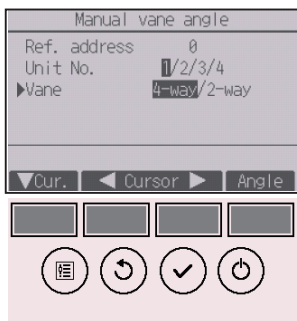 Manual vane angle
Ref. address 0
Unit No. 1/2/3/4
▶Vane 4-way/2-way
▼Cur. ◀ Cursor ▶ Angle